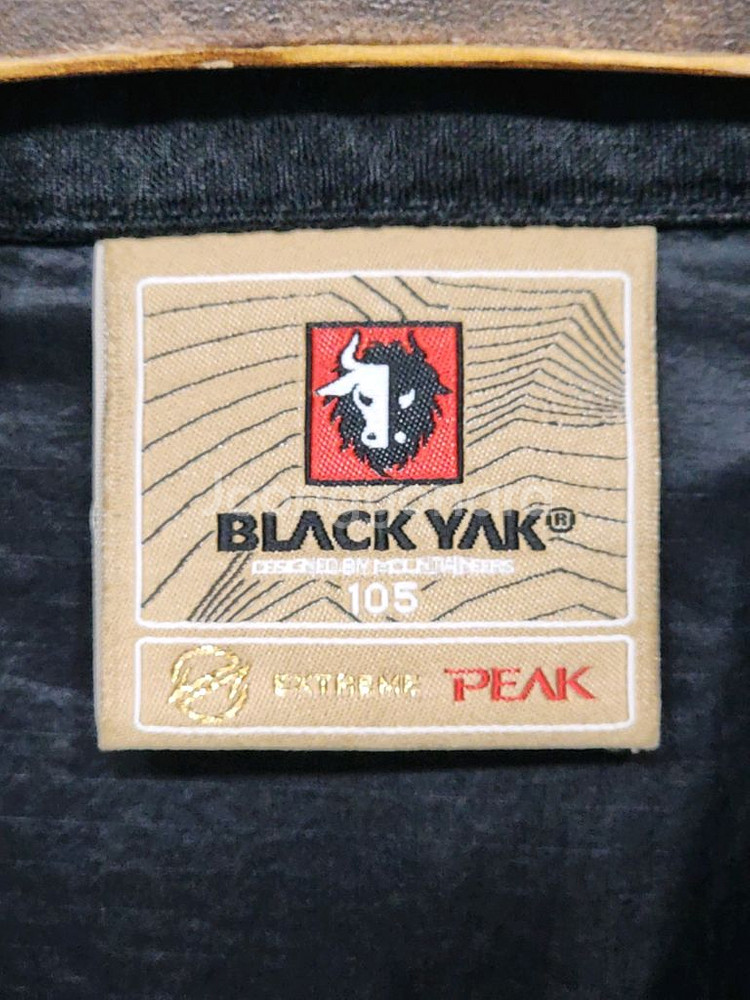 BLACK YAK®
DESIGNED BY MOUNTAINEERS
105
EXTREME PEAK